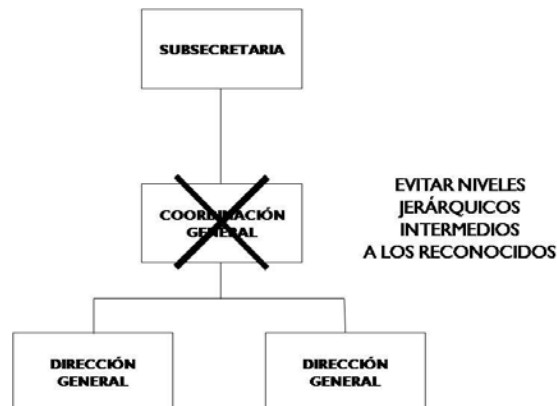 SUBSECRETARIA
COORDINACIÓN
GENERAL
EVITAR NIVELES
JERÁRQUICOS
INTERMEDIOS
A LOS RECONOCIDOS
DIRECCIÓN
GENERAL
DIRECCIÓN
GENERAL